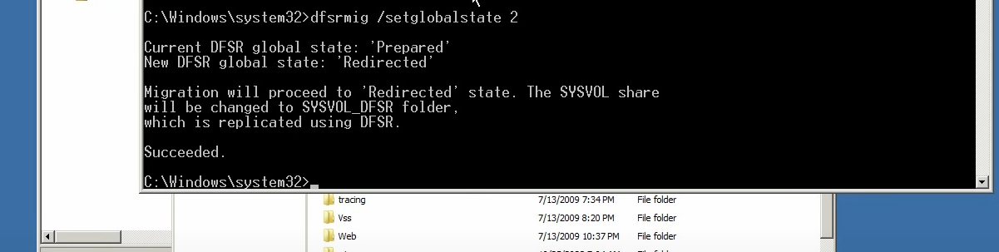 C:\Windows\system32>dfsrmig /setglobalstate 2
Current DFSR global state: 'Prepared'
New DFSR global state: 'Redirected'
Migration will proceed to 'Redirected' state. The SYSVOL share
will be changed to SYSVOL_DFSR folder,
which is replicated using DFSR.
Succeeded.
C:\Windows\system32>
tracing 7/13/2009 7:34 PM File folder
Vss 7/13/2009 8:20 PM File folder
Web 7/13/2009 10:37 PM File folder